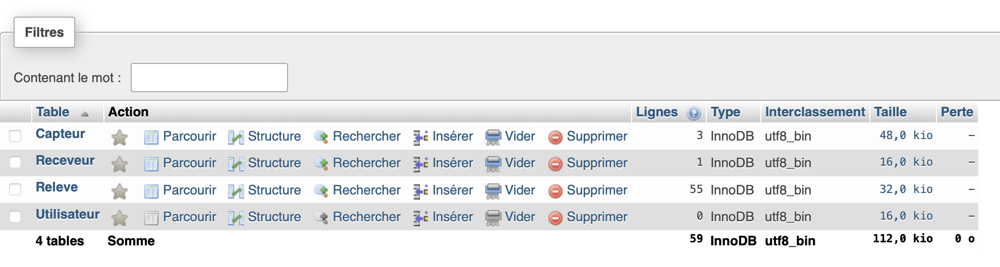 Filtres
Contenant le mot :
Table Action Lignes Type Interclassement Taille Perte
Capteur Parcourir Structure Rechercher Insérer Vider Supprimer 3 InnoDB utf8_bin 48,0 kio –
Receveur Parcourir Structure Rechercher Insérer Vider Supprimer 1 InnoDB utf8_bin 16,0 kio –
Releve Parcourir Structure Rechercher Insérer Vider Supprimer 55 InnoDB utf8_bin 32,0 kio –
Utilisateur Parcourir Structure Rechercher Insérer Vider Supprimer 0 InnoDB utf8_bin 16,0 kio –
4 tables Somme 59 InnoDB utf8_bin 112,0 kio 0 o